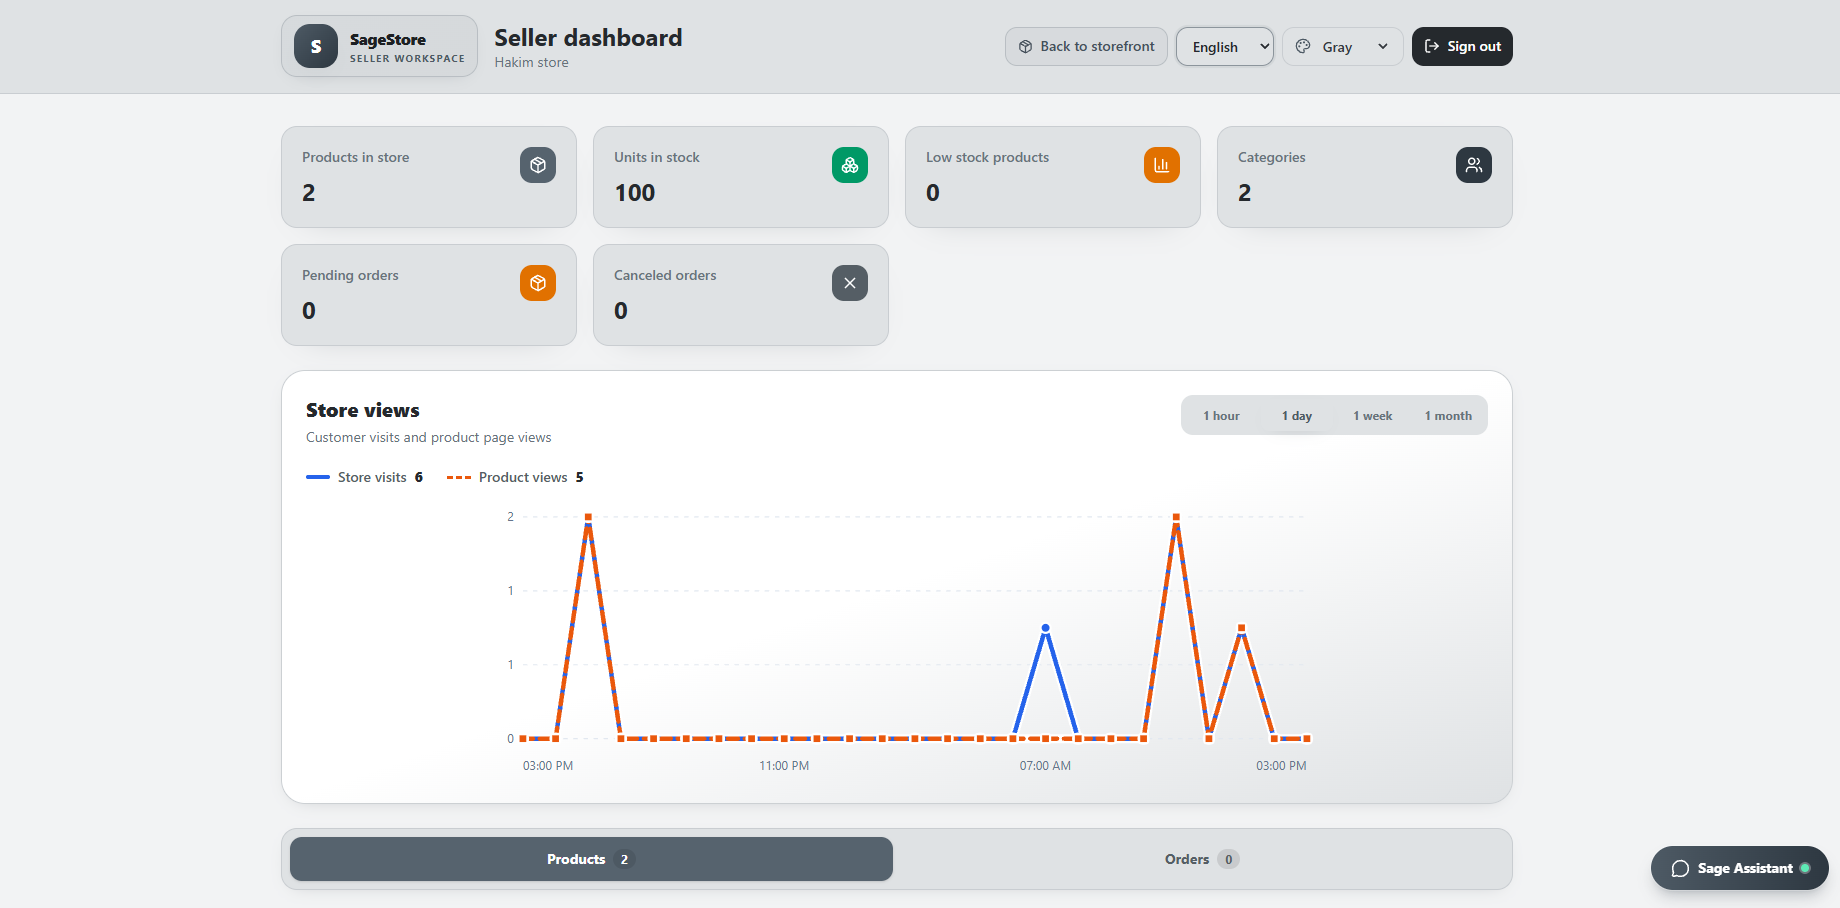 S
SageStore
SELLER WORKSPACE
Seller dashboard
Hakim store
Back to storefront
English
Gray
Sign out
Products in store
2
Units in stock
100
Low stock products
0
Categories
2
Pending orders
0
Canceled orders
0
Store views
Customer visits and product page views
1 hour
1 day
1 week
1 month
Store visits 6
Product views 5
2
1
1
0
03:00 PM
11:00 PM
07:00 AM
03:00 PM
Products 2
Orders 0
Sage Assistant